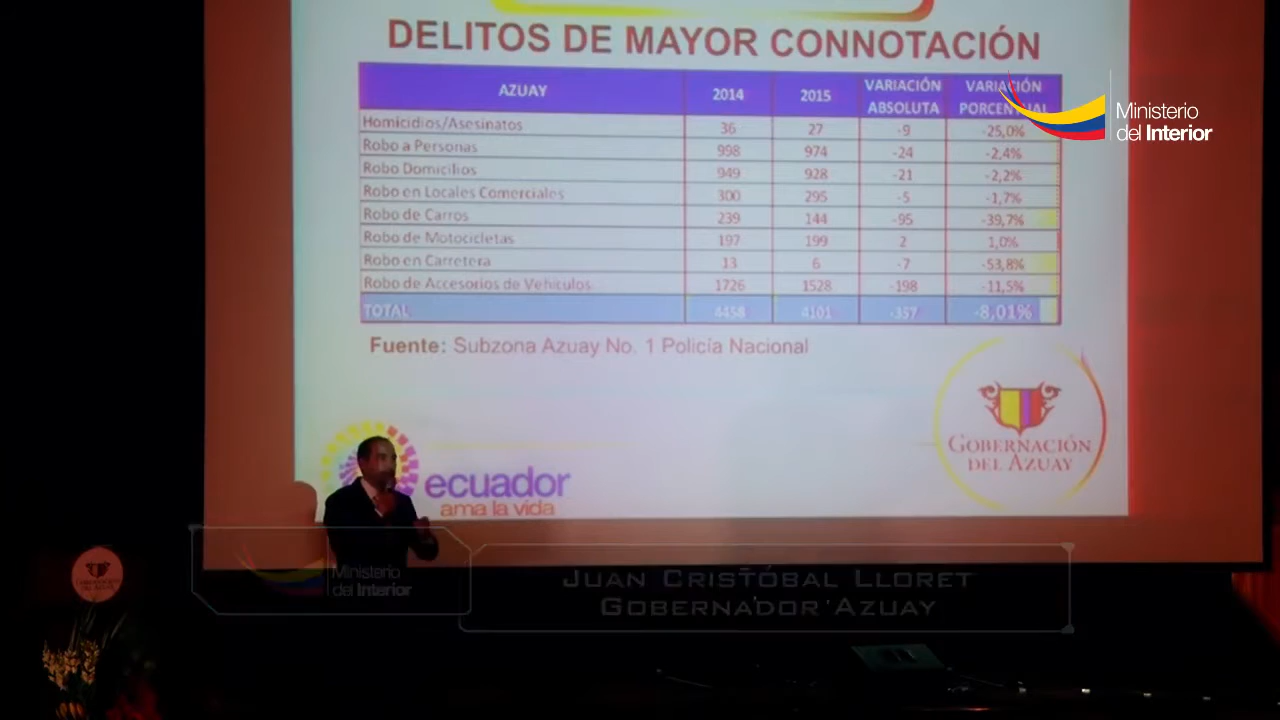 DELITOS DE MAYOR CONNOTACIÓN
AZUAY 2014 2015 VARIACIÓN ABSOLUTA VARIACIÓN PORCENTUAL
Homicidios/Asesinatos 36 27 -9 -25,0%
Robo a Personas 998 974 -24 -2,4%
Robo Domicilios 949 928 -21 -2,2%
Robo en Locales Comerciales 300 295 -5 -1,7%
Robo de Carros 239 144 -95 -39,7%
Robo de Motocicletas 197 199 2 1,0%
Robo en Carretera 13 6 -7 -53,8%
Robo de Accesorios de Vehículos 1726 1528 -198 -11,5%
TOTAL 4458 4101 -357 -8,01%
Fuente: Subzona Azuay No. 1 Policía Nacional
Ministerio
del Interior
GOBERNACIÓN
DEL AZUAY
ecuador
ama la vida
Ministerio
del Interior
JUAN CRISTÓBAL LLORET
GOBERNADOR AZUAY